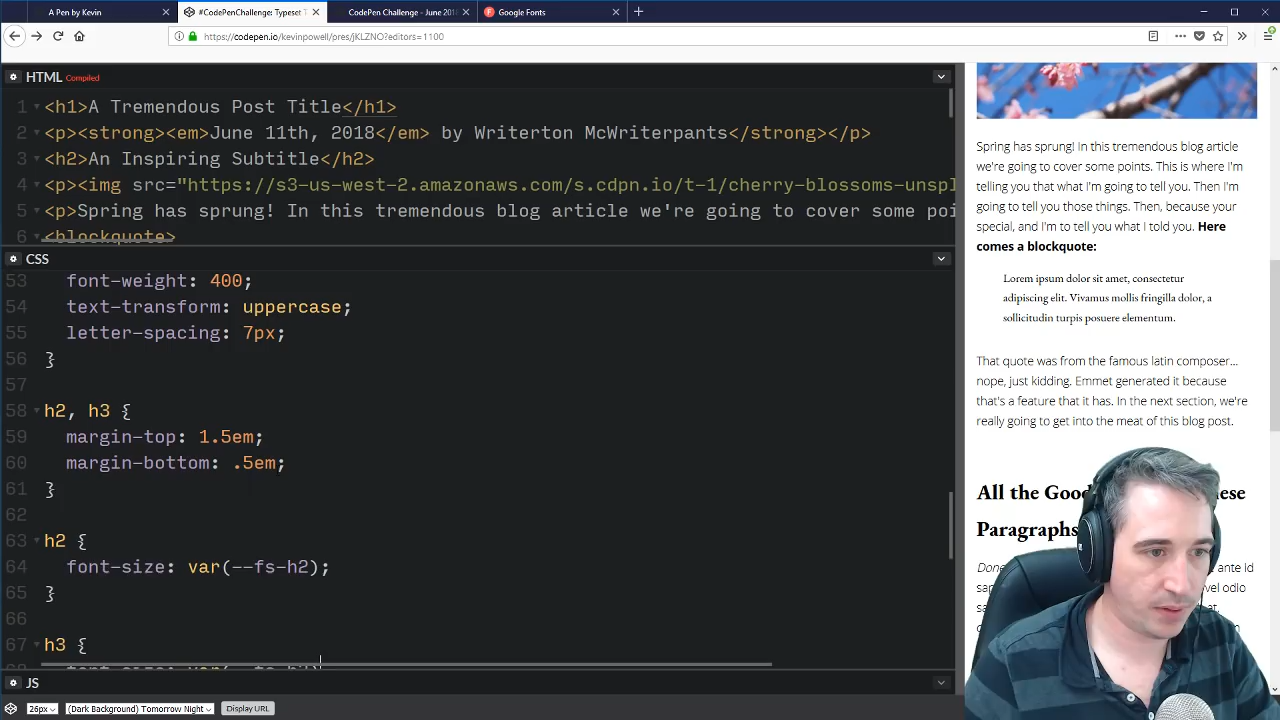 A Pen by Kevin
#CodePenChallenge: Typeset T
CodePen Challenge - June 2018
Google Fonts
https://codepen.io/kevinpowell/pres/jKLZNO?editors=1100
HTML Compiled
1 <h1>A Tremendous Post Title</h1>
2 <p><strong><em>June 11th, 2018</em> by Writerton McWriterpants</strong></p>
3 <h2>An Inspiring Subtitle</h2>
4 <p><img src="https://s3-us-west-2.amazonaws.com/s.cdpn.io/t-1/cherry-blossoms-unspl
5 <p>Spring has sprung! In this tremendous blog article we're going to cover some poi
6 <blockquote>
CSS
53 font-weight: 400;
54 text-transform: uppercase;
55 letter-spacing: 7px;
56 }
57
58 h2, h3 {
59 margin-top: 1.5em;
60 margin-bottom: .5em;
61 }
62
63 h2 {
64 font-size: var(--fs-h2);
65 }
66
67 h3 {
JS
26px
(Dark Background) Tomorrow Night
Display URL
Spring has sprung! In this tremendous blog article
we're going to cover some points. This is where I'm
telling you that what I'm going to tell you. Then I'm
going to tell you those things. Then, because your
special, and I'm to tell you what I told you. Here
comes a blockquote:
Lorem ipsum dolor sit amet, consectetur
adipiscing elit. Vivamus mollis fringilla dolor, a
sollicitudin turpis posuere elementum.
That quote was from the famous latin composer...
nope, just kidding. Emmet generated it because
that's a feature that it has. In the next section, we're
really going to get into the meat of this blog post.
All the Good
Paragraphs
ante id
vel odio